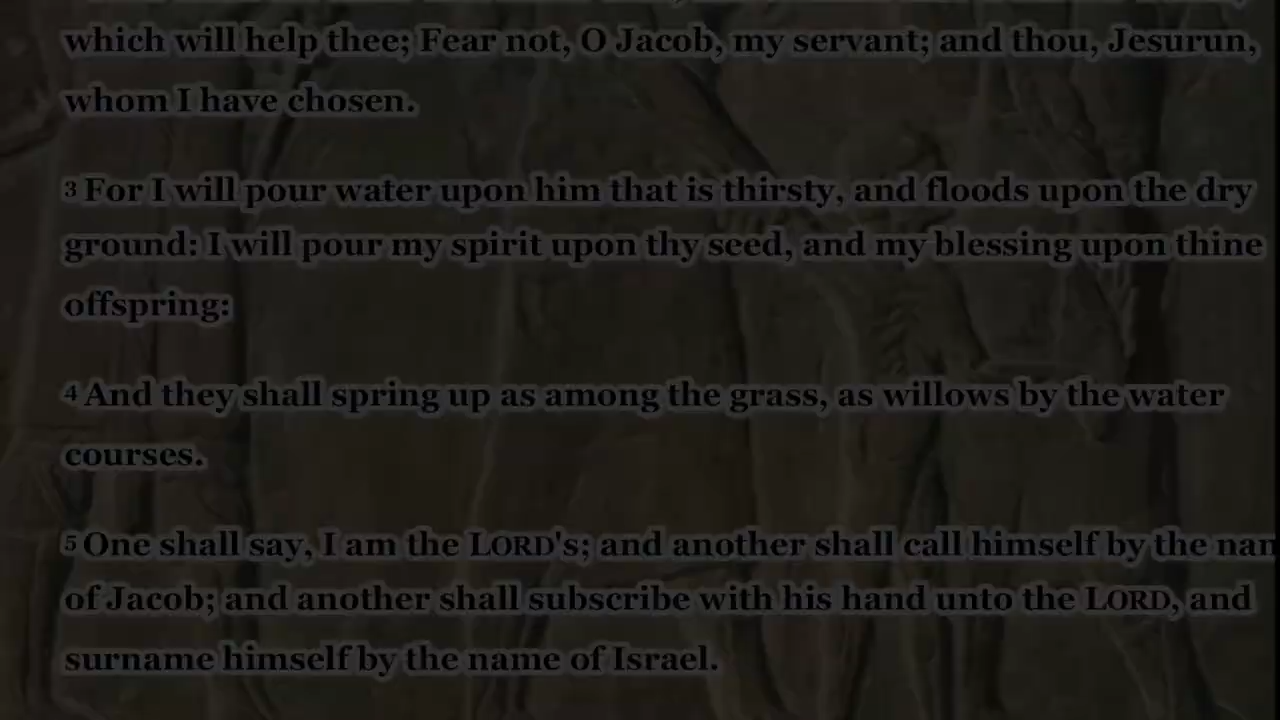 which will help thee; Fear not, O Jacob, my servant; and thou, Jesurun,
whom I have chosen.
3 For I will pour water upon him that is thirsty, and floods upon the dry
ground: I will pour my spirit upon thy seed, and my blessing upon thine
offspring:
4 And they shall spring up as among the grass, as willows by the water
courses.
5 One shall say, I am the LORD's; and another shall call himself by the nam
of Jacob; and another shall subscribe with his hand unto the LORD, and
surname himself by the name of Israel.